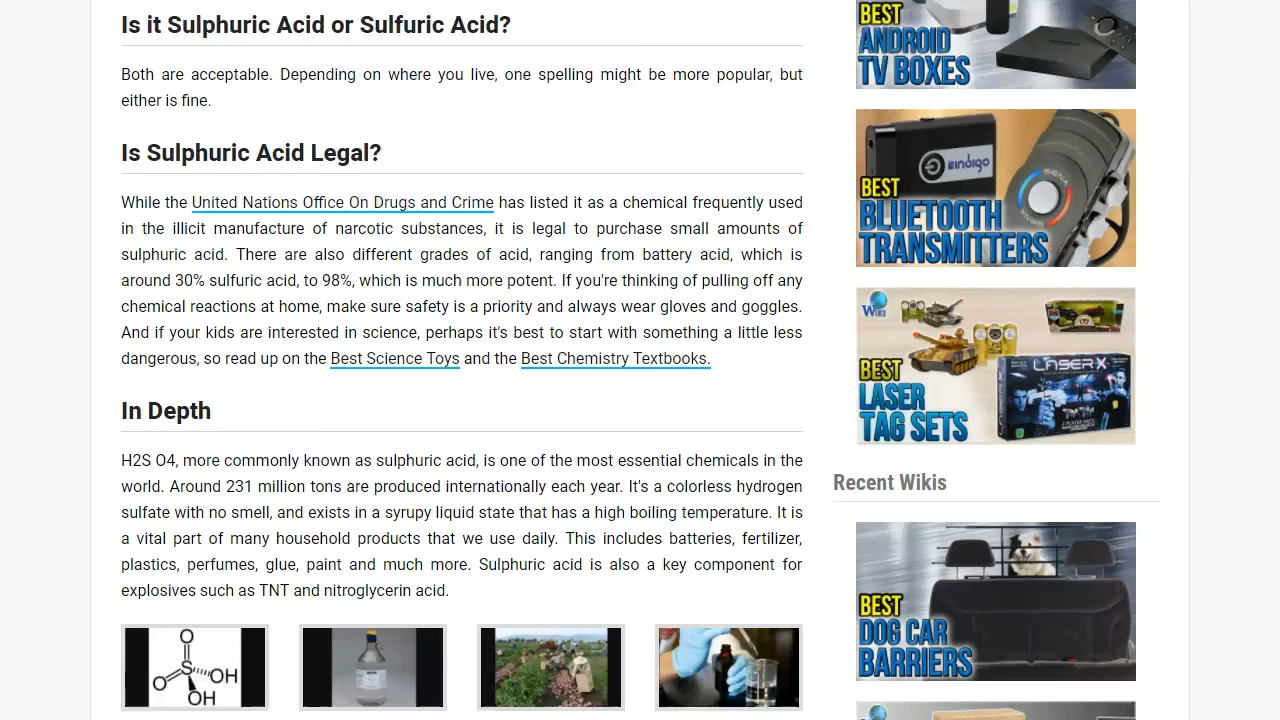 Is it Sulphuric Acid or Sulfuric Acid?
Both are acceptable. Depending on where you live, one spelling might be more popular, but
either is fine.
Is Sulphuric Acid Legal?
While the United Nations Office On Drugs and Crime has listed it as a chemical frequently used
in the illicit manufacture of narcotic substances, it is legal to purchase small amounts of
sulphuric acid. There are also different grades of acid, ranging from battery acid, which is
around 30% sulfuric acid, to 98%, which is much more potent. If you're thinking of pulling off any
chemical reactions at home, make sure safety is a priority and always wear gloves and goggles.
And if your kids are interested in science, perhaps it's best to start with something a little less
dangerous, so read up on the Best Science Toys and the Best Chemistry Textbooks.
In Depth
H2S O4, more commonly known as sulphuric acid, is one of the most essential chemicals in the
world. Around 231 million tons are produced internationally each year. It's a colorless hydrogen
sulfate with no smell, and exists in a syrupy liquid state that has a high boiling temperature. It is
a vital part of many household products that we use daily. This includes batteries, fertilizer,
plastics, perfumes, glue, paint and much more. Sulphuric acid is also a key component for
explosives such as TNT and nitroglycerin acid.
O
S OH
O
OH
BEST
ANDROID
TV BOXES
indigo
BEST
BLUETOOTH
TRANSMITTERS
WIKI
LASER X
BEST
LASER
TAG SETS
Recent Wikis
BEST
DOG CAR
BARRIERS